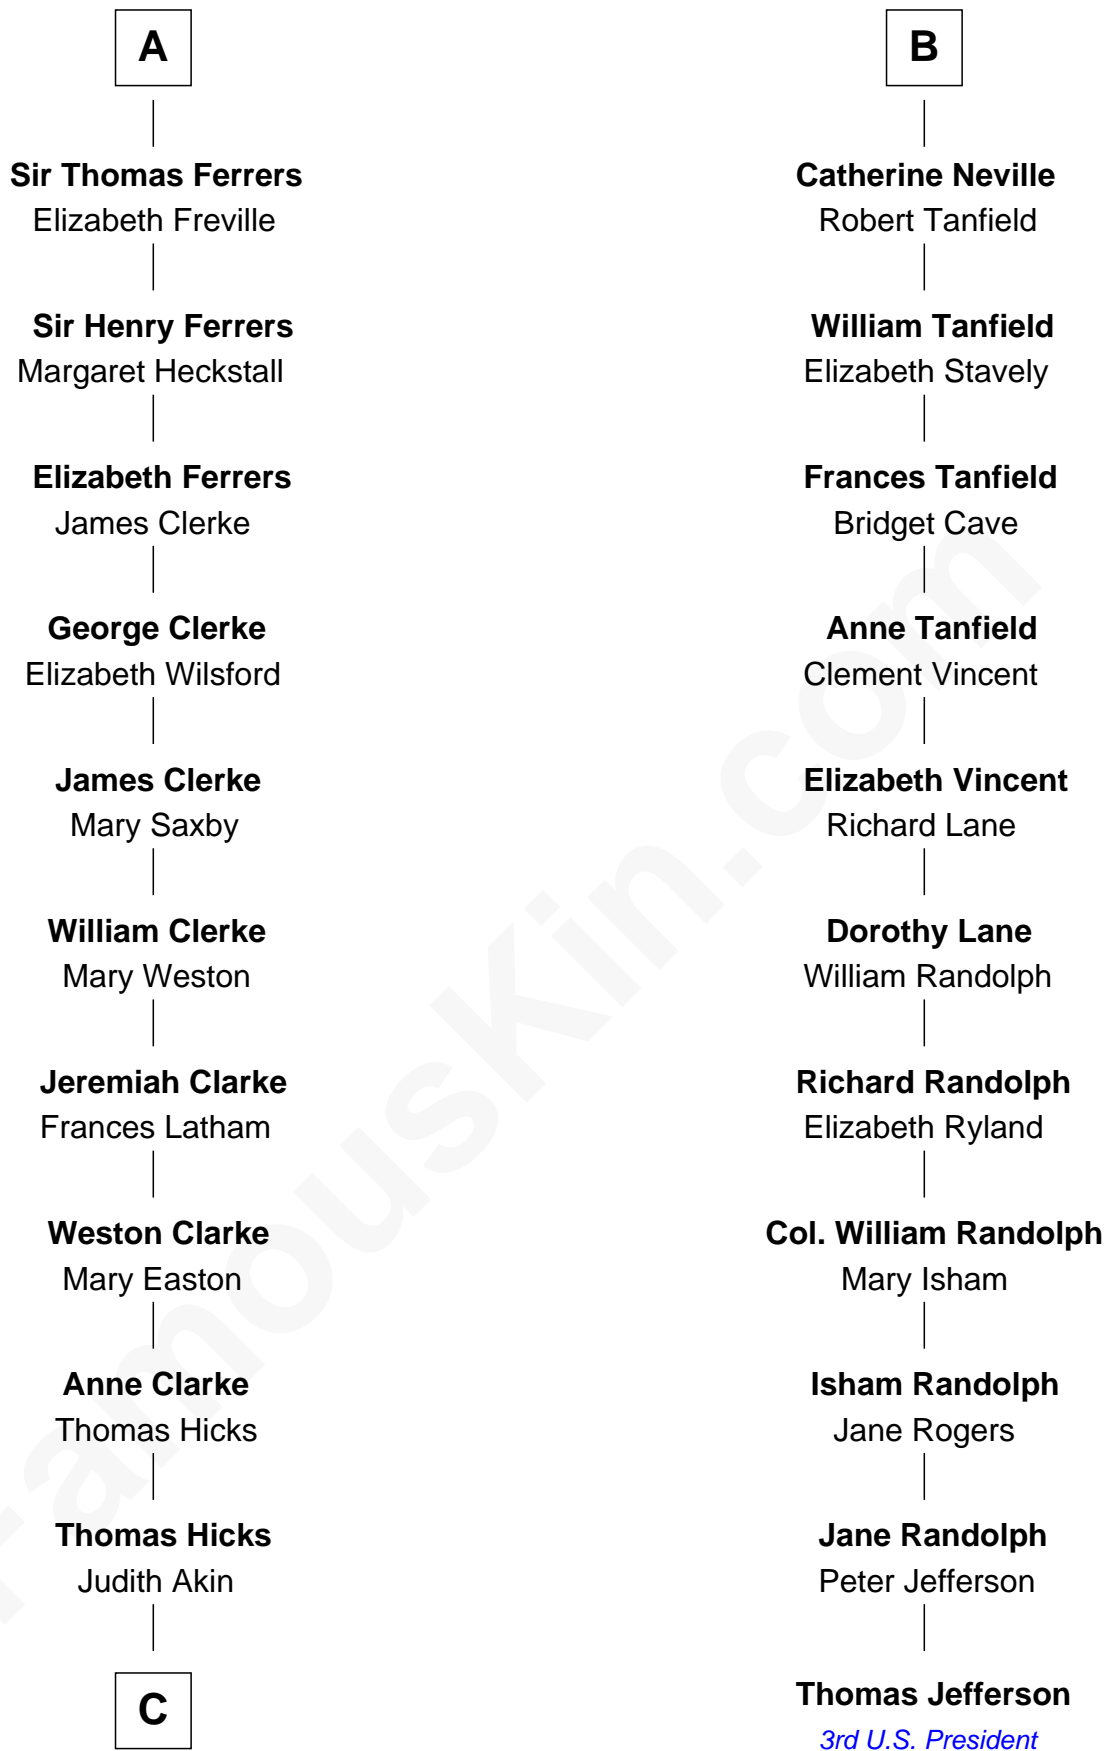 A
Sir Thomas Ferrers
Elizabeth Freville
Sir Henry Ferrers
Margaret Heckstall
Elizabeth Ferrers
James Clerke
George Clerke
Elizabeth Wilsford
James Clerke
Mary Saxby
William Clerke
Mary Weston
Jeremiah Clarke
Frances Latham
Weston Clarke
Mary Easton
Anne Clarke
Thomas Hicks
Thomas Hicks
Judith Akin
C
B
Catherine Neville
Robert Tanfield
William Tanfield
Elizabeth Stavely
Frances Tanfield
Bridget Cave
Anne Tanfield
Clement Vincent
Elizabeth Vincent
Richard Lane
Dorothy Lane
William Randolph
Richard Randolph
Elizabeth Ryland
Col. William Randolph
Mary Isham
Isham Randolph
Jane Rogers
Jane Randolph
Peter Jefferson
Thomas Jefferson
3rd U.S. President
FamousKin.com